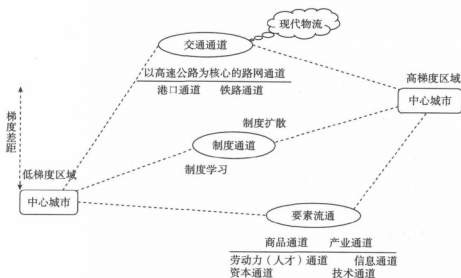 现代物流
交通通道
以高速公路为核心的路网通道
港口通道 铁路通道
高梯度区域
中心城市
梯度差距
制度扩散
制度通道
制度学习
低梯度区域
中心城市
要素流通
商品通道 产业通道
劳动力（人才）通道 信息通道
资本通道 技术通道